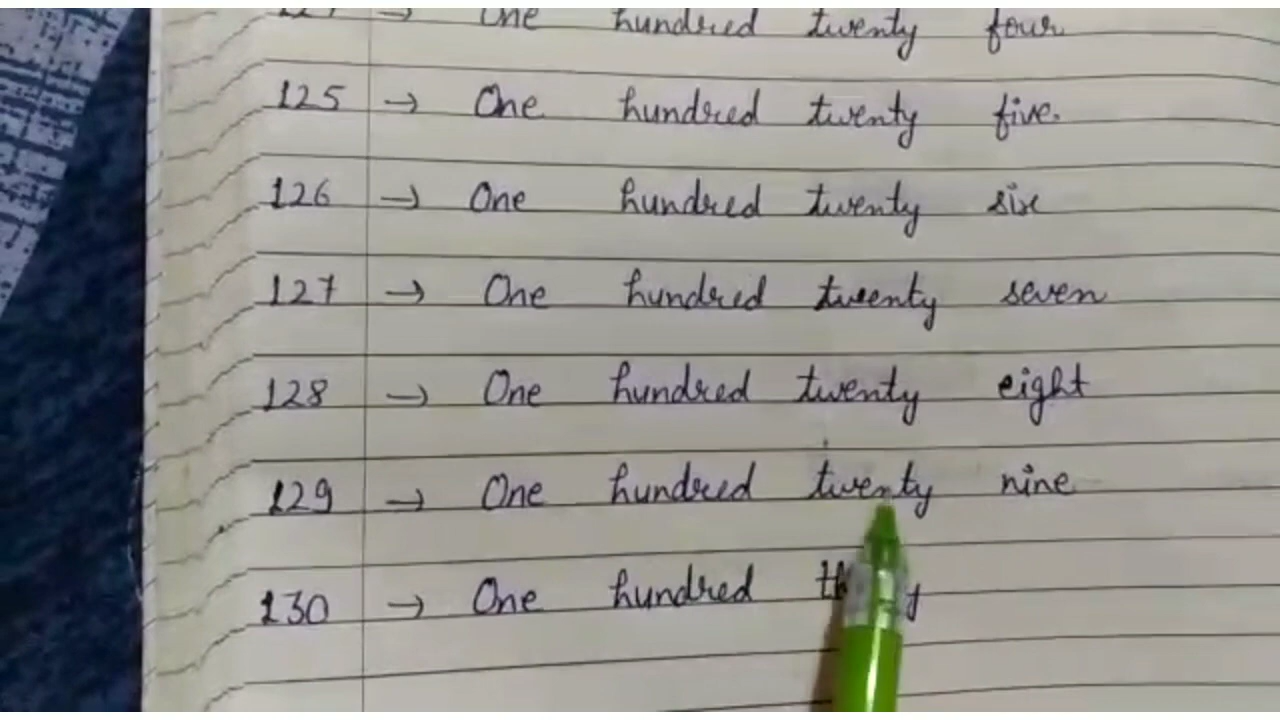 124 → One hundred twenty four
125 → One hundred twenty five.
126 → One hundred twenty six
127 → One hundred twenty seven
128 → One hundred twenty eight
129 → One hundred twenty nine
130 → One hundred